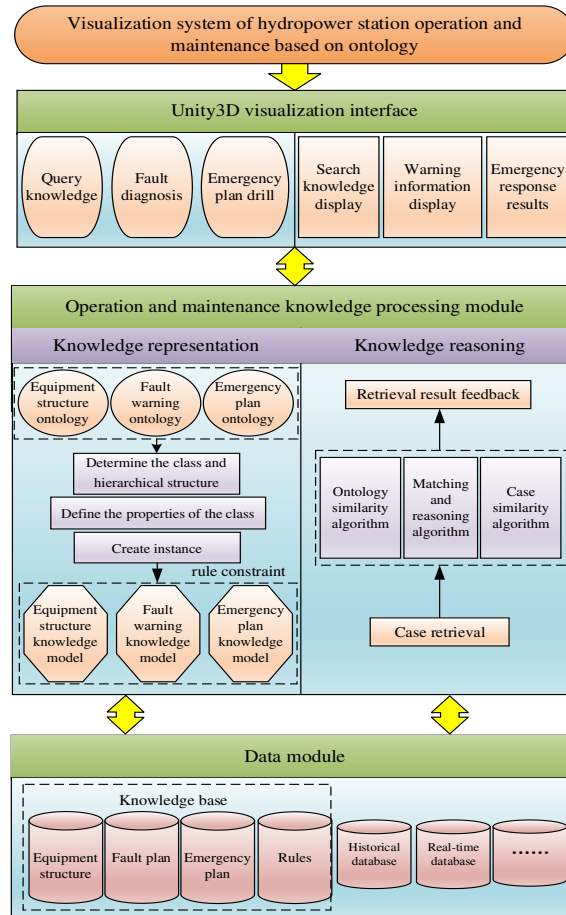 Visualization system of hydropower station operation and
maintenance based on ontology
Unity3D visualization interface
Query
knowledge
Fault
diagnosis
Emergency
plan drill
Search
knowledge
display
Warning
information
display
Emergency
response
results
Operation and maintenance knowledge processing module
Knowledge representation
Knowledge reasoning
Equipment
structure
ontology
Fault
warning
ontology
Emergency
plan
ontology
Determine the class and
hierarchical structure
Define the properties of the class
Create instance
rule constraint
Equipment
structure
knowledge
model
Fault
warning
knowledge
model
Emergency
plan
knowledge
model
Retrieval result feedback
Ontology
similarity
algorithm
Matching
and
reasoning
algorithm
Case
similarity
algorithm
Case retrieval
Data module
Knowledge base
Equipment
structure
Fault plan
Emergency
plan
Rules
Historical
database
Real-time
database
......